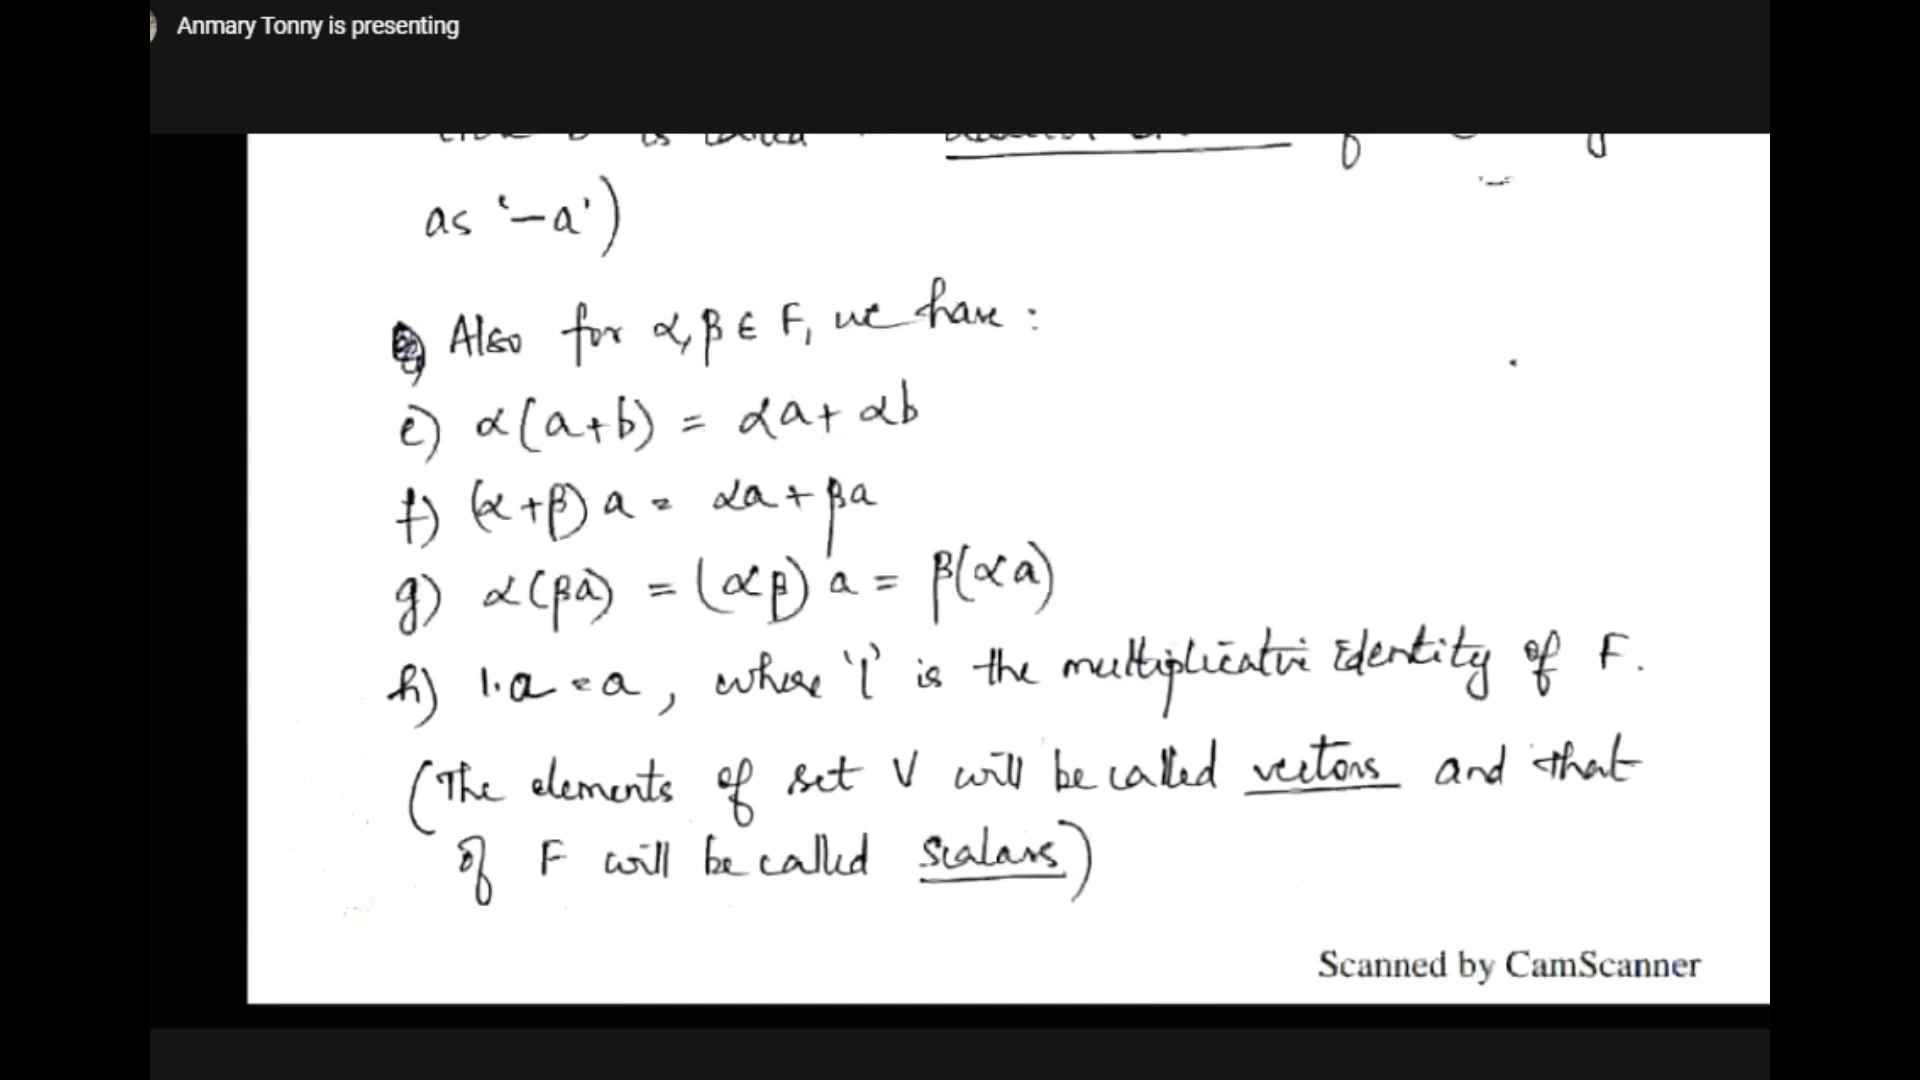 Anmary Tonny is presenting
is called
as '-a')
Also for α, β ∈ F, we have :
e) α(a+b) = αa + αb
f) (α+β) a = αa + βa
g) α(βa) = (αβ) a = β(αa)
h) 1.a = a, where '1' is the multiplicative identity of F.
(The elements of set V will be called vectors and that
of F will be called scalars)
Scanned by CamScanner